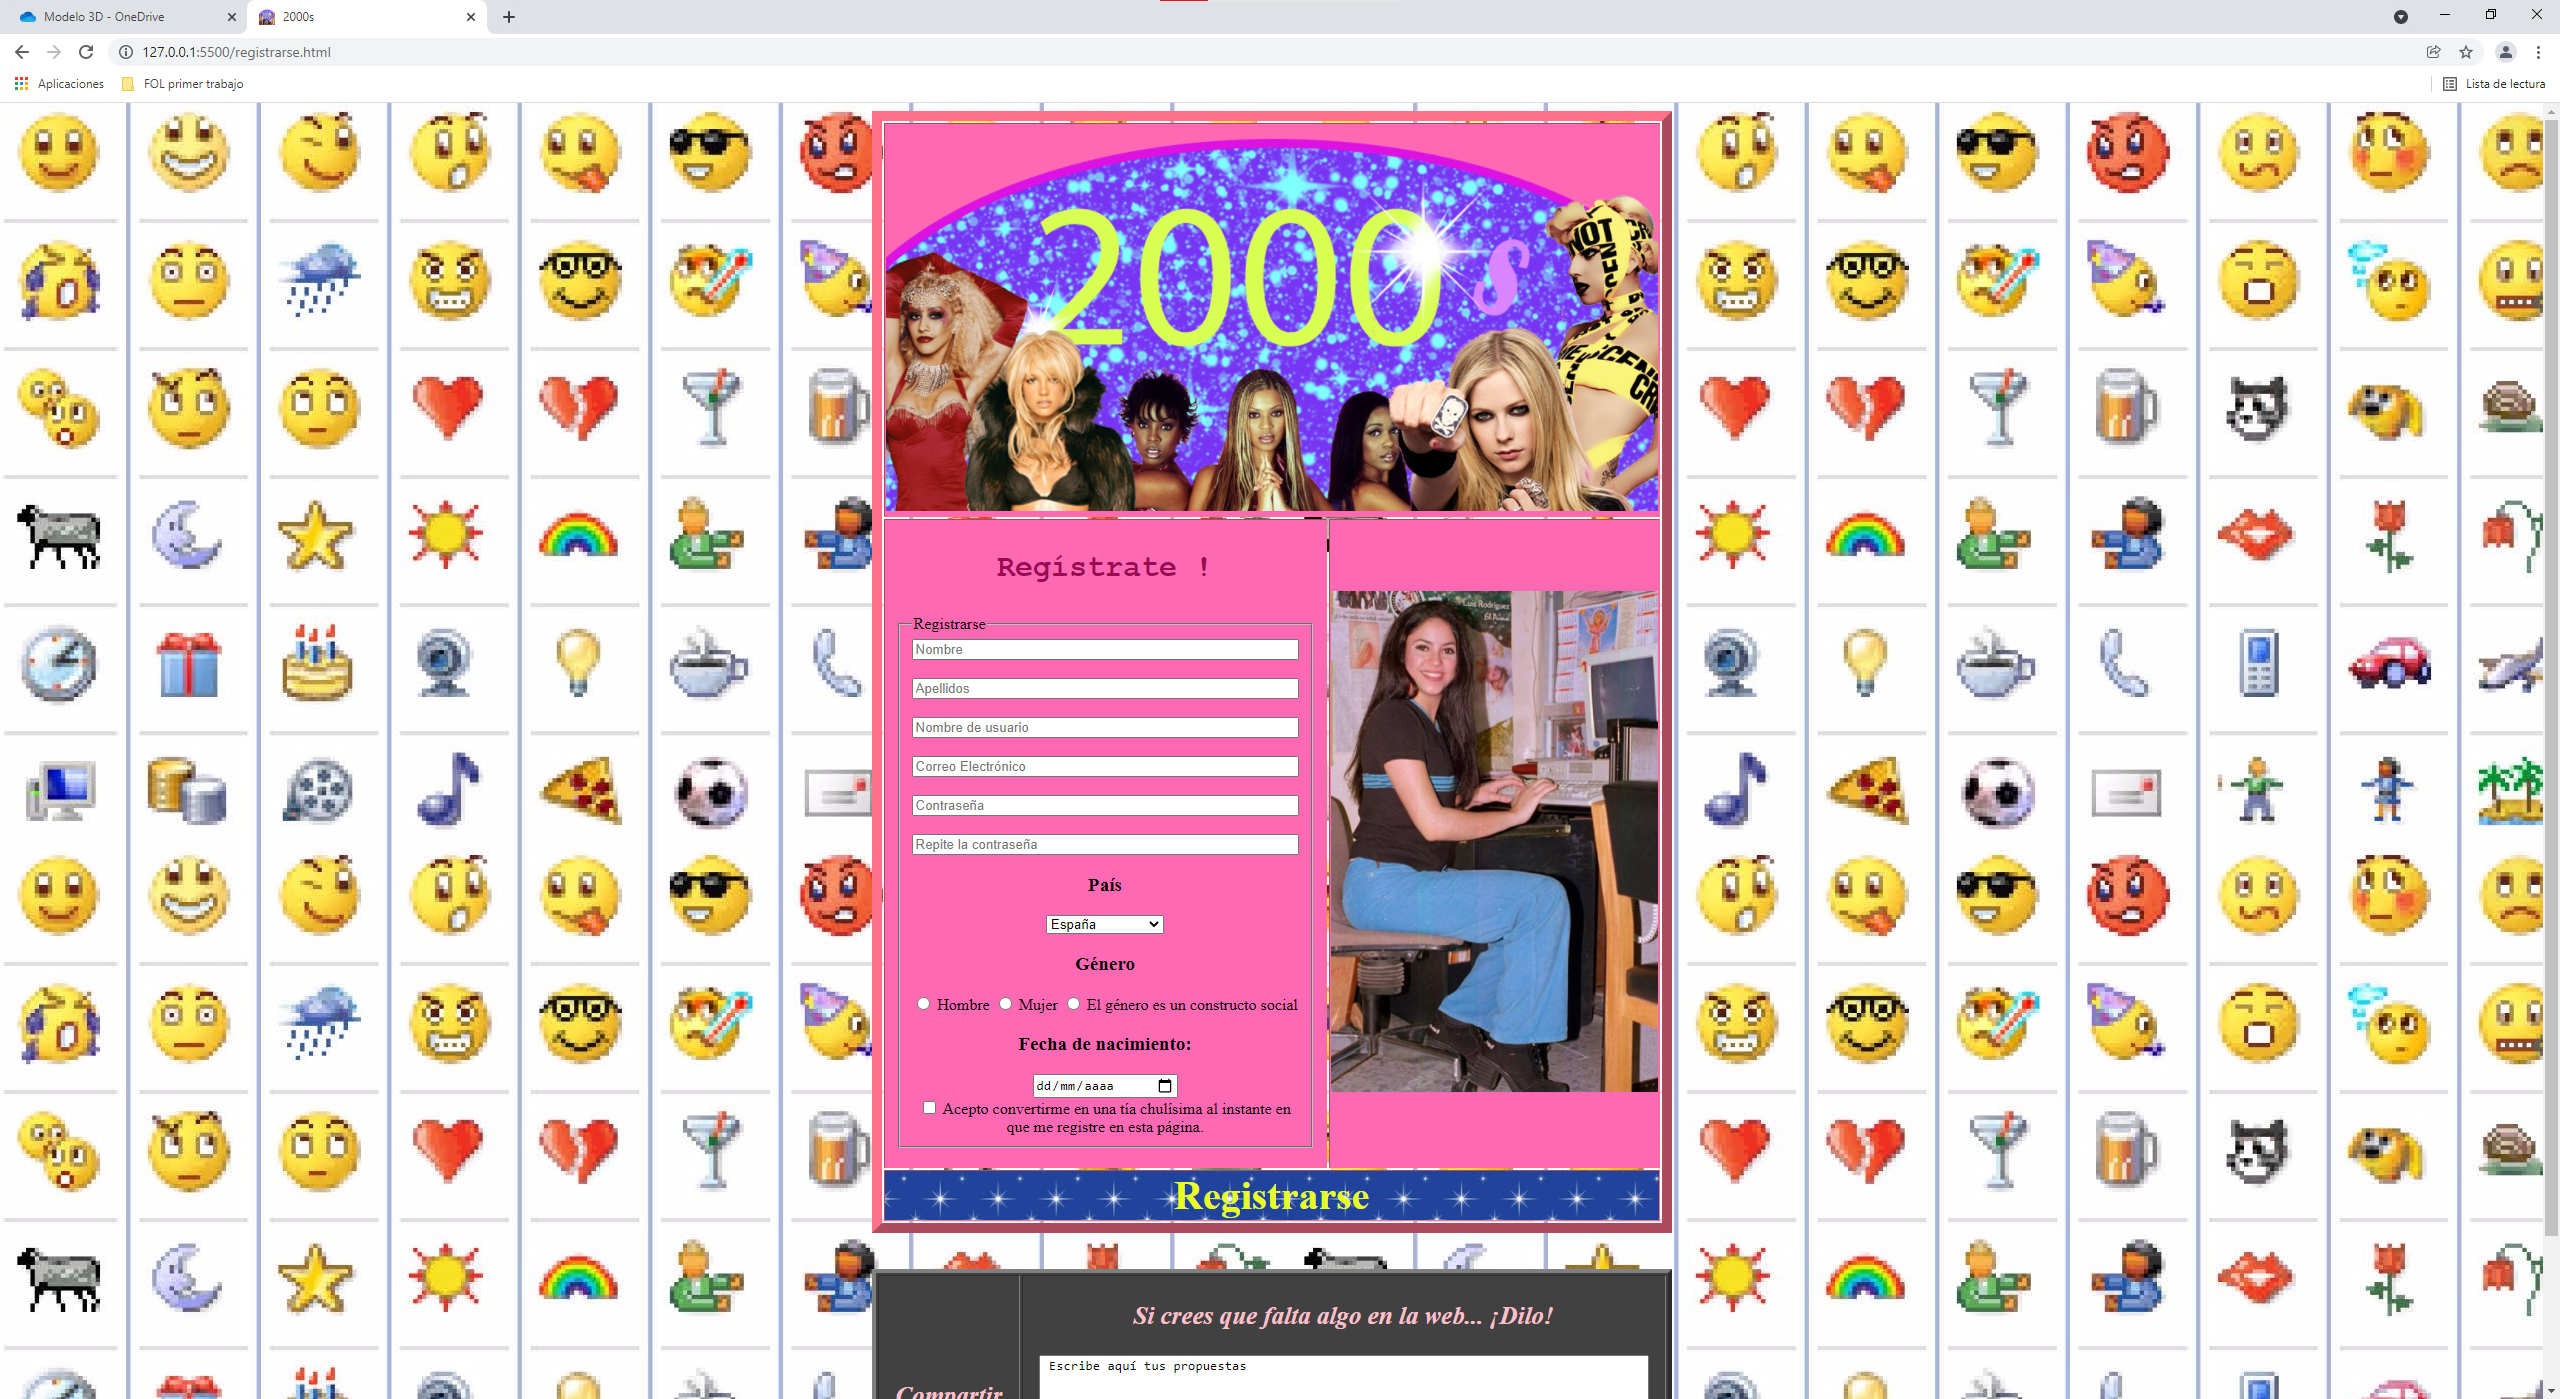 Modelo 3D - OneDrive
2000s
127.0.0.1:5500/registrarse.html
Aplicaciones
FOL primer trabajo
Lista de lectura
2000s
NOT
Luis Rodriguez
Regístrate !
Registrarse
Nombre
Apellidos
Nombre de usuario
Correo Electrónico
Contraseña
Repite la contraseña
País
España
Género
Hombre
Mujer
El género es un constructo social
Fecha de nacimiento:
dd/mm/aaaa
Acepto convertirme en una tía chulísima al instante en
que me registre en esta página.
Registrarse
Si crees que falta algo en la web... ¡Dilo!
Escribe aquí tus propuestas
Compartir